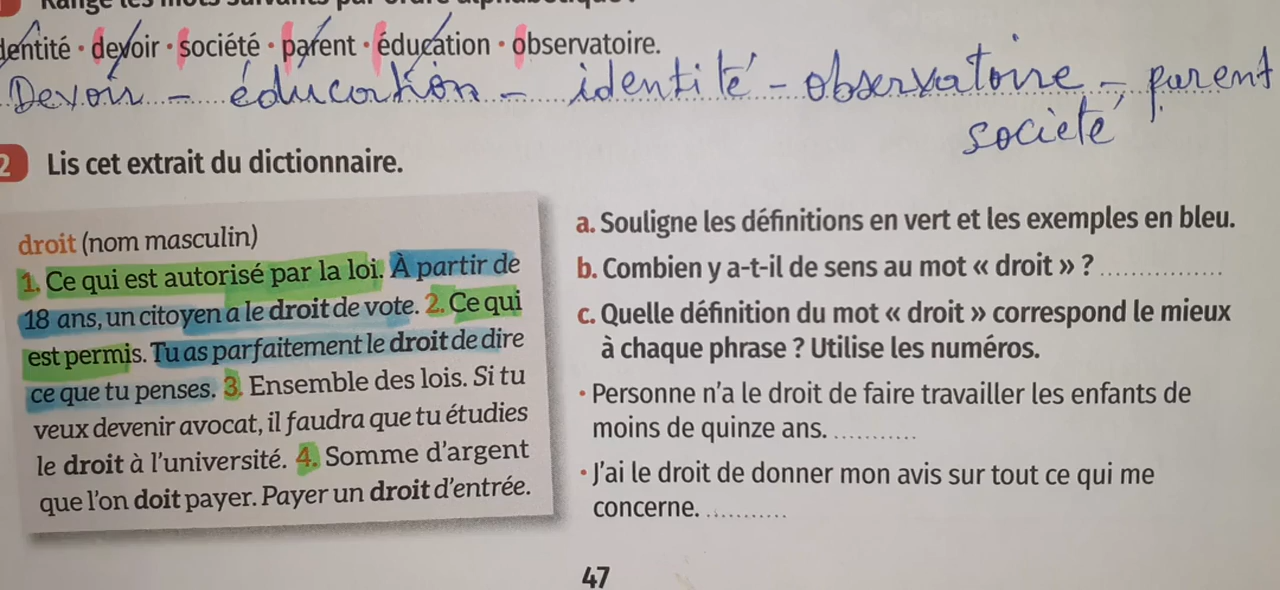 Range les mots suivants par ordre alphabétique.
dentité · devoir · société · parent · éducation · observatoire.
Devoir - éducation - identité - observatoire - parent
société
2 Lis cet extrait du dictionnaire.
droit (nom masculin)
1. Ce qui est autorisé par la loi. À partir de
18 ans, un citoyen a le droit de vote. 2. Ce qui
est permis. Tu as parfaitement le droit de dire
ce que tu penses. 3. Ensemble des lois. Si tu
veux devenir avocat, il faudra que tu étudies
le droit à l'université. 4. Somme d'argent
que l'on doit payer. Payer un droit d'entrée.
a. Souligne les définitions en vert et les exemples en bleu.
b. Combien y a-t-il de sens au mot « droit » ? ...............
c. Quelle définition du mot « droit » correspond le mieux
à chaque phrase ? Utilise les numéros.
· Personne n'a le droit de faire travailler les enfants de
moins de quinze ans. ...........
· J'ai le droit de donner mon avis sur tout ce qui me
concerne. ...........
47